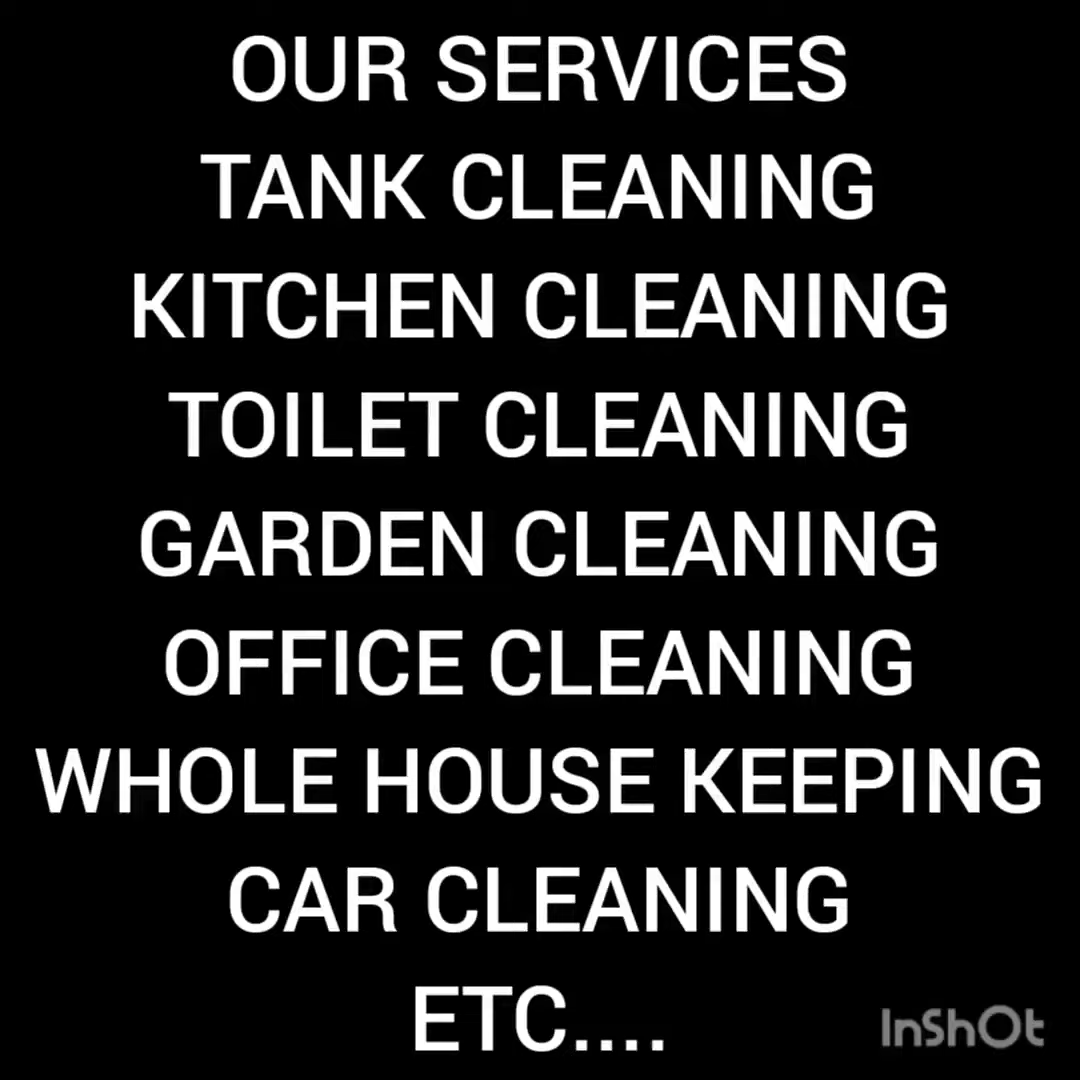 OUR SERVICES
TANK CLEANING
KITCHEN CLEANING
TOILET CLEANING
GARDEN CLEANING
OFFICE CLEANING
WHOLE HOUSE KEEPING
CAR CLEANING
ETC....
InShOt